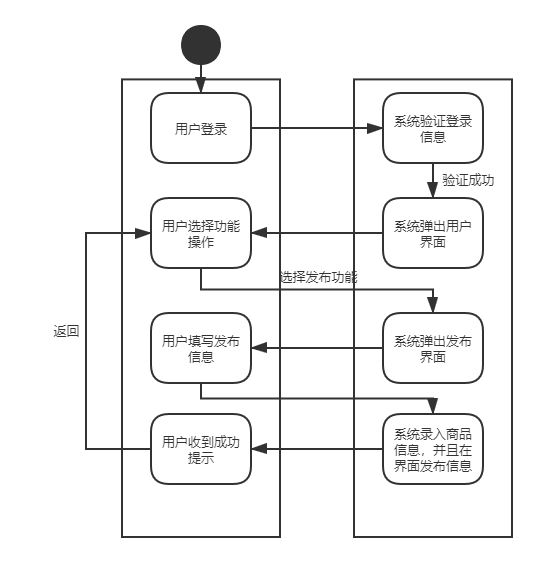 用户登录
系统验证登录
信息
验证成功
用户选择功能
操作
系统弹出用户
界面
选择发布功能
返回
用户填写发布
信息
系统弹出发布
界面
用户收到成功
提示
系统录入商品
信息，并且在
界面发布信息